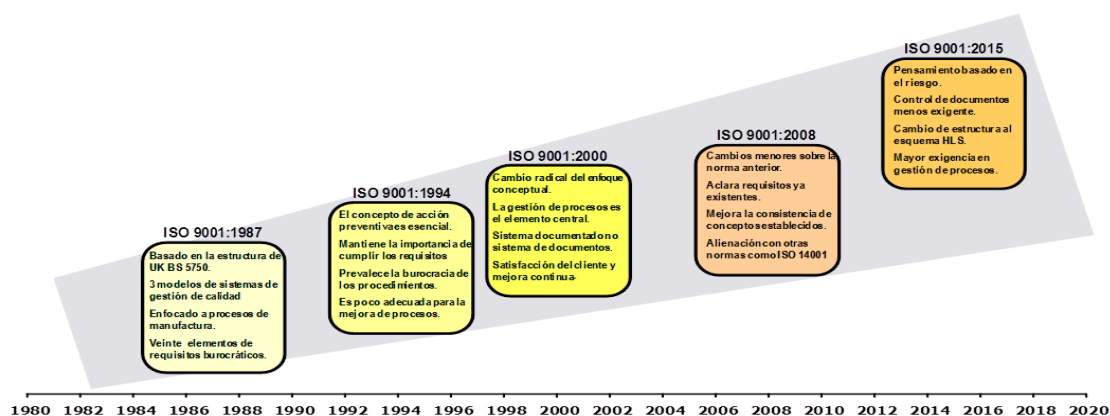 ISO 9001:2015
Pensamiento basado en
el riesgo.
Control de documentos
menos exigente.
Cambio de estructura al
esquema HLS.
Mayor exigencia en
gestión de procesos.
ISO 9001:2008
Cambios menores sobre la
norma anterior.
Aclara requisitos ya
existentes.
Mejora la consistencia de
conceptos establecidos.
Alienación con otras
normas como ISO 14001
ISO 9001:2000
Cambio radical del enfoque
conceptual.
La gestión de procesos es
el elemento central.
Sistema documentado no
sistema de documentos.
Satisfacción del cliente y
mejora continua.
ISO 9001:1994
El concepto de acción
preventiva es esencial.
Mantiene la importancia de
cumplir los requisitos
Prevalece la burocracia de
los procedimientos.
Es poco adecuada para la
mejora de procesos.
ISO 9001:1987
Basado en la estructura de
UK BS 5750.
3 modelos de sistemas de
gestión de calidad
Enfocado a procesos de
manufactura.
Veinte elementos de
requisitos burocráticos.
1980 1982 1984 1986 1988 1990 1992 1994 1996 1998 2000 2002 2004 2006 2008 2010 2012 2014 2016 2018 2020